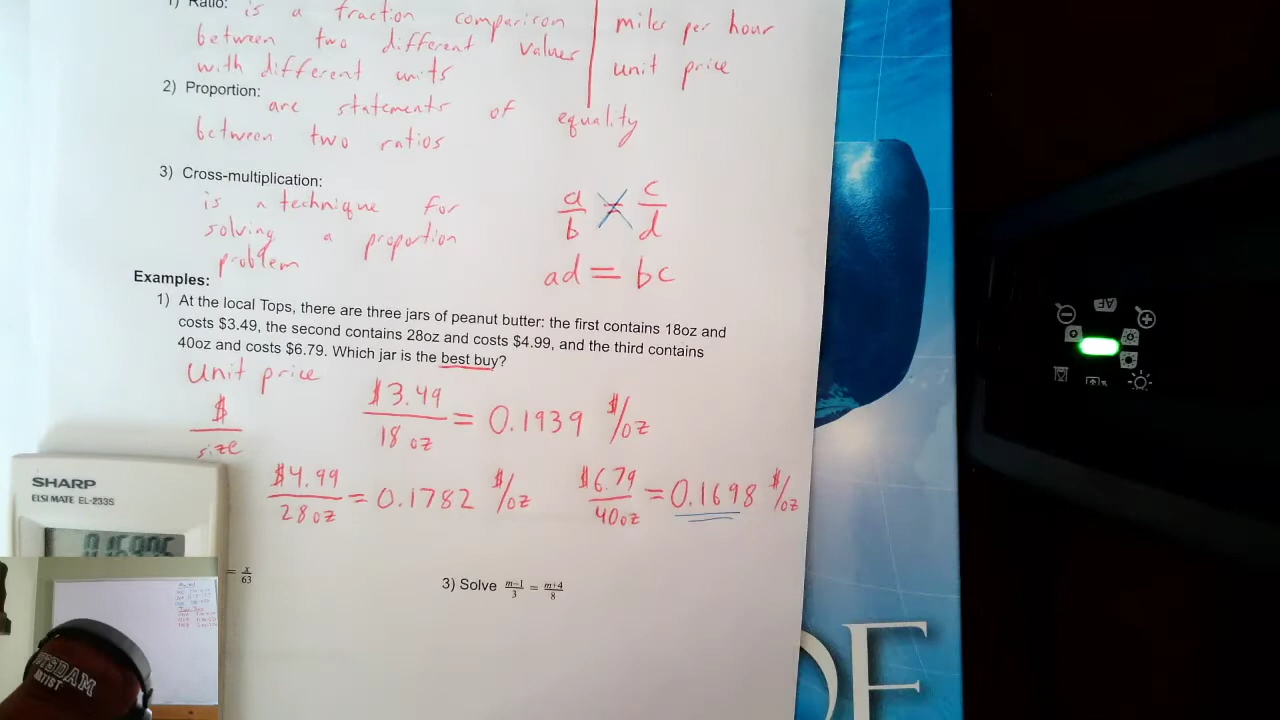 1) Ratio: is a fraction comparison
between two different values
with different units
miles per hour
unit price
2) Proportion:
are statements of equality
between two ratios
3) Cross-multiplication:
is a technique for
solving a proportion
problem
a/b = c/d
ad = bc
Examples:
1) At the local Tops, there are three jars of peanut butter: the first contains 18oz and
costs $3.49, the second contains 28oz and costs $4.99, and the third contains
40oz and costs $6.79. Which jar is the best buy?
Unit price
$/size
$3.49/18 oz = 0.1939 $/oz
$4.99/28oz = 0.1782 $/oz
$6.79/40oz = 0.1698 $/oz
SHARP
ELSI MATE EL-233S
= x/63
3) Solve m-1/3 = m+4/8
TSDAM
AF